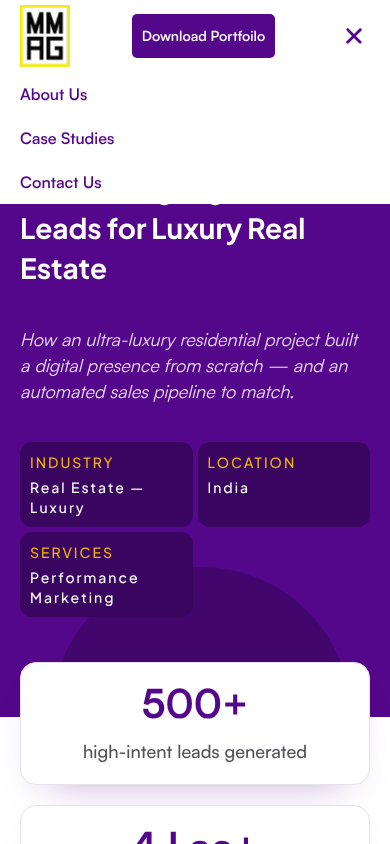 MM
AG
Download Portfoilo
About Us
Case Studies
Contact Us
Leads for Luxury Real
Estate
How an ultra-luxury residential project built
a digital presence from scratch — and an
automated sales pipeline to match.
INDUSTRY
Real Estate —
Luxury
LOCATION
India
SERVICES
Performance
Marketing
500+
high-intent leads generated